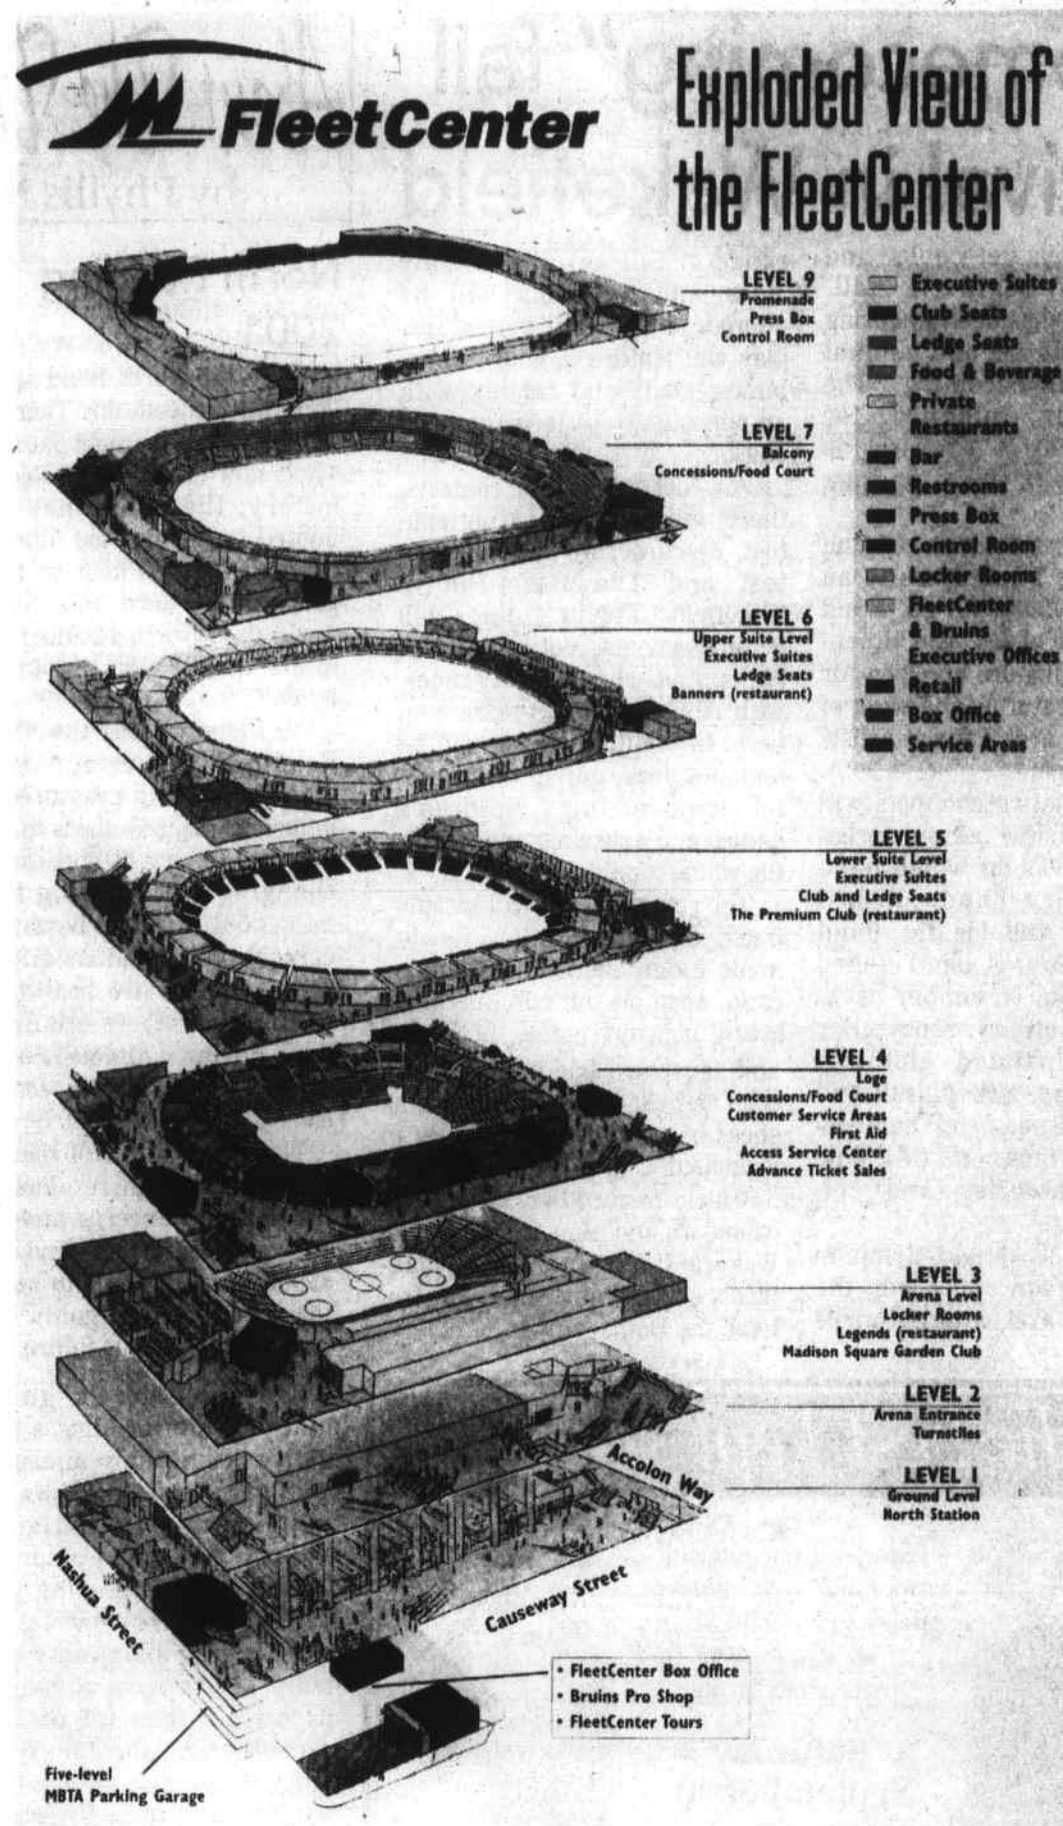 FleetCenter
Exploded View of
the FleetCenter
LEVEL 9
Promenade
Press Box
Control Room
Executive Suites
Club Seats
Ledge Seats
Food & Beverage
Private
Restaurants
Bar
Restrooms
Press Box
Control Room
Locker Rooms
FleetCenter
& Bruins
Executive Offices
Retail
Box Office
Service Areas
LEVEL 7
Balcony
Concessions/Food Court
LEVEL 6
Upper Suite Level
Executive Suites
Ledge Seats
Banners (restaurant)
LEVEL 5
Lower Suite Level
Executive Suites
Club and Ledge Seats
The Premium Club (restaurant)
LEVEL 4
Loge
Concessions/Food Court
Customer Service Areas
First Aid
Access Service Center
Advance Ticket Sales
LEVEL 3
Arena Level
Locker Rooms
Legends (restaurant)
Madison Square Garden Club
LEVEL 2
Arena Entrance
Turnstiles
LEVEL 1
Ground Level
North Station
Accolon Way
Causeway Street
Nashua Street
• FleetCenter Box Office
• Bruins Pro Shop
• FleetCenter Tours
Five-level
MBTA Parking Garage